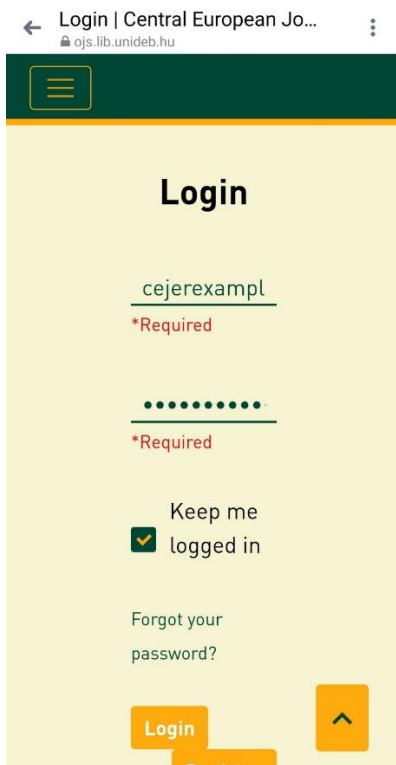 Login | Central European Jo...
ojs.lib.unideb.hu
Login
cejerexampl
*Required
*Required
Keep me
logged in
Forgot your
password?
Login